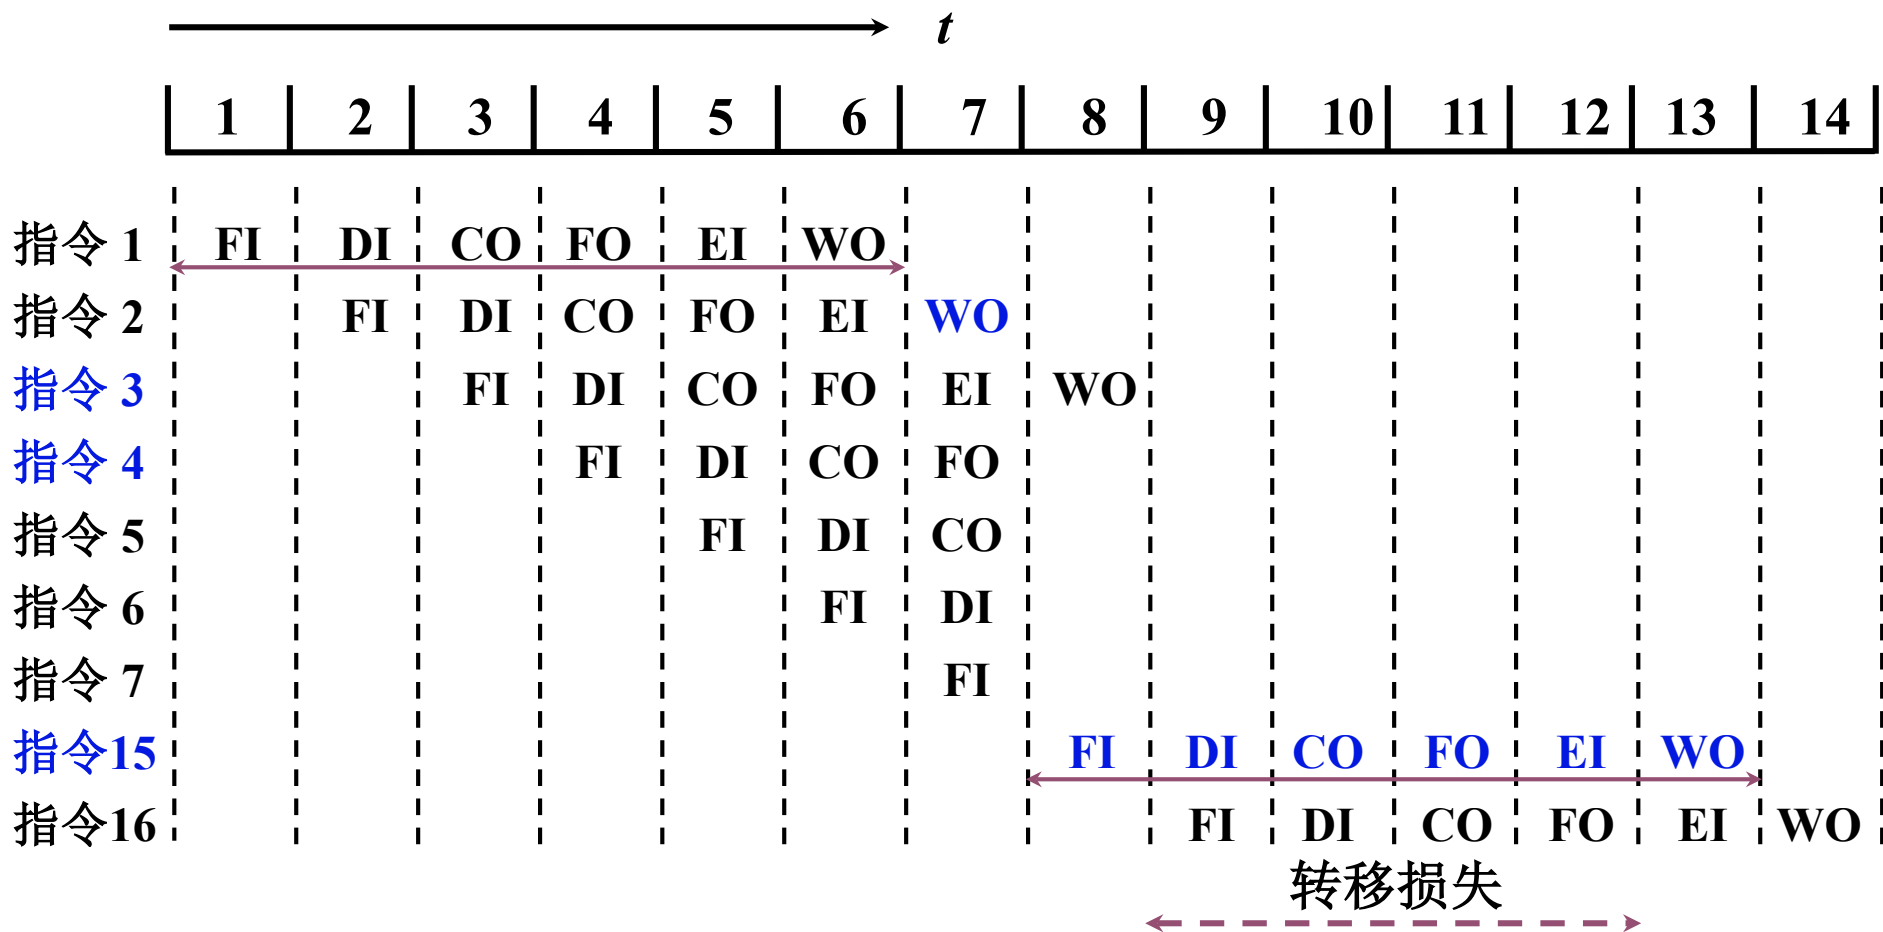 t
1 2 3 4 5 6 7 8 9 10 11 12 13 14
指令 1 FI DI CO FO EI WO
指令 2 FI DI CO FO EI WO
指令 3 FI DI CO FO EI WO
指令 4 FI DI CO FO
指令 5 FI DI CO
指令 6 FI DI
指令 7 FI
指令15 FI DI CO FO EI WO
指令16 FI DI CO FO EI WO
转移损失